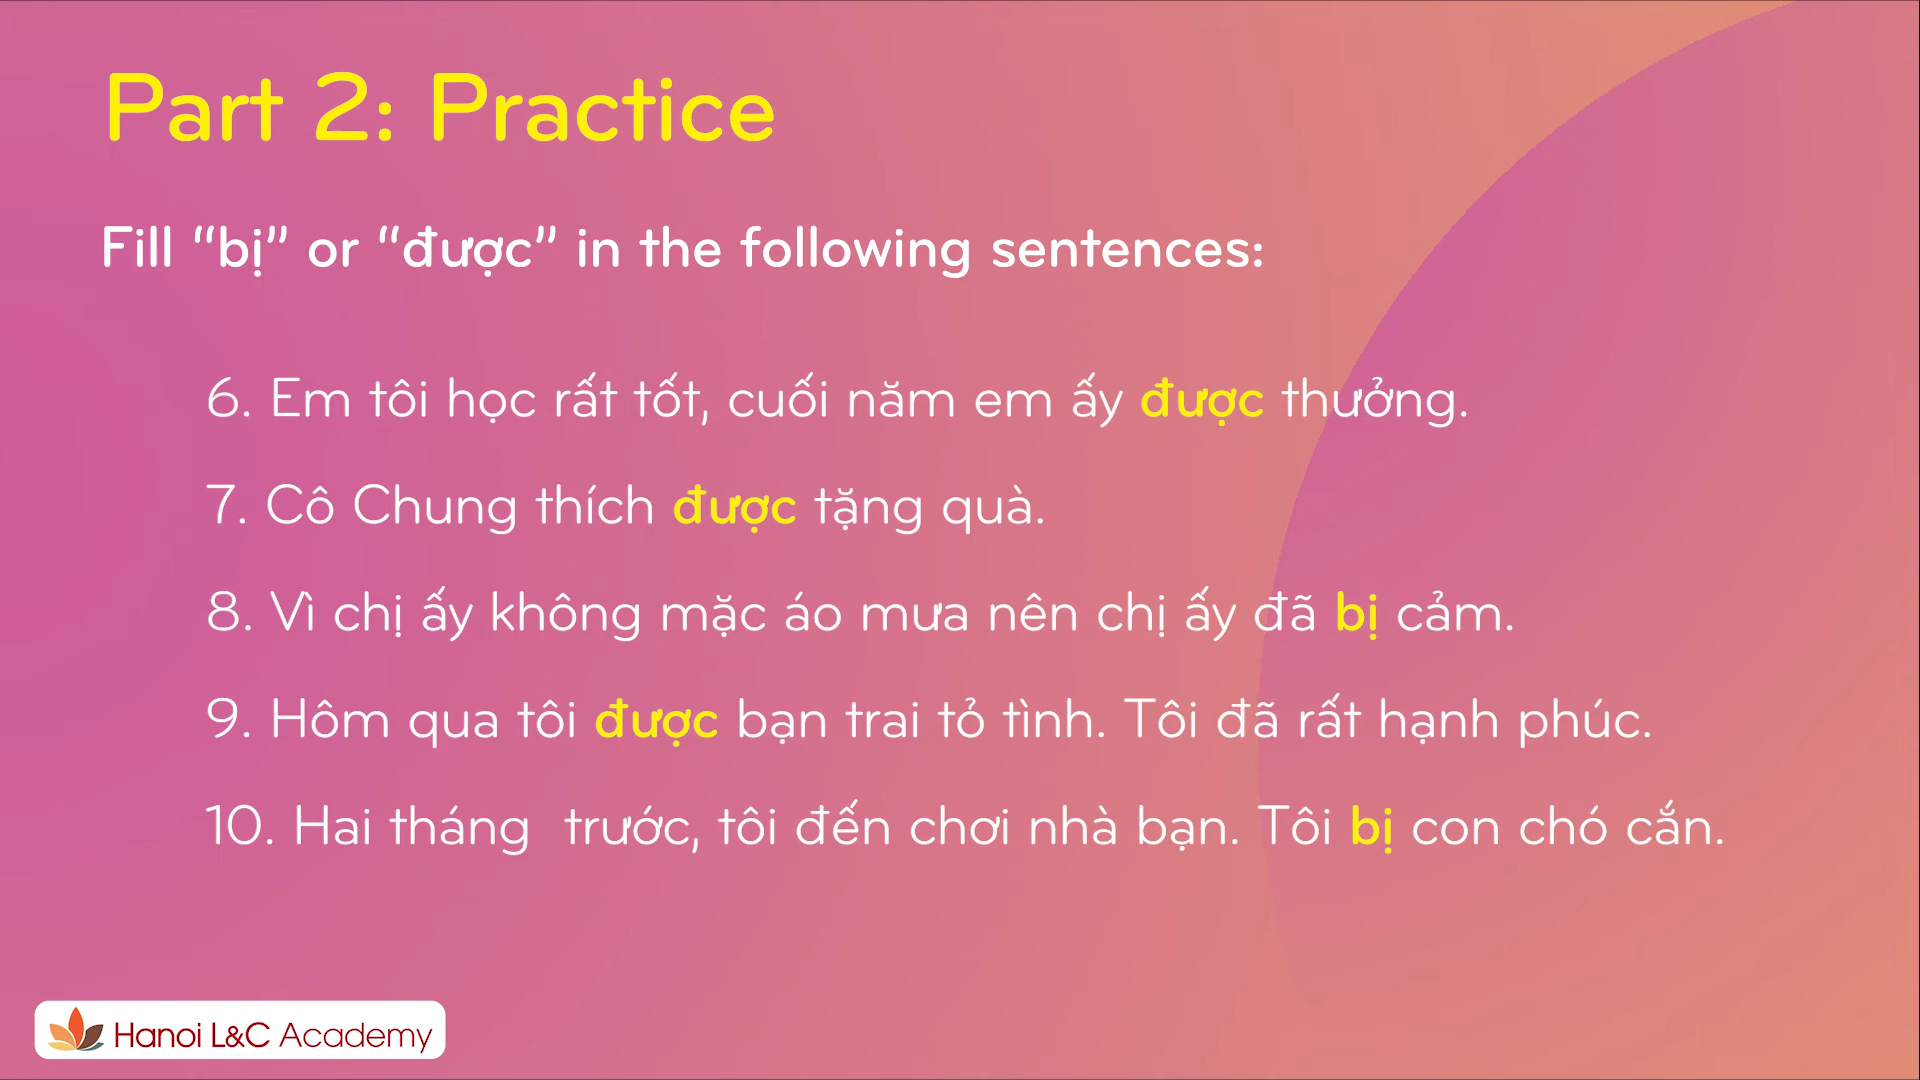 Part 2: Practice
Fill “bị” or “được” in the following sentences:
6. Em tôi học rất tốt, cuối năm em ấy được thưởng.
7. Cô Chung thích được tặng quà.
8. Vì chị ấy không mặc áo mưa nên chị ấy đã bị cảm.
9. Hôm qua tôi được bạn trai tỏ tình. Tôi đã rất hạnh phúc.
10. Hai tháng  trước, tôi đến chơi nhà bạn. Tôi bị con chó cắn.
Hanoi L&C Academy